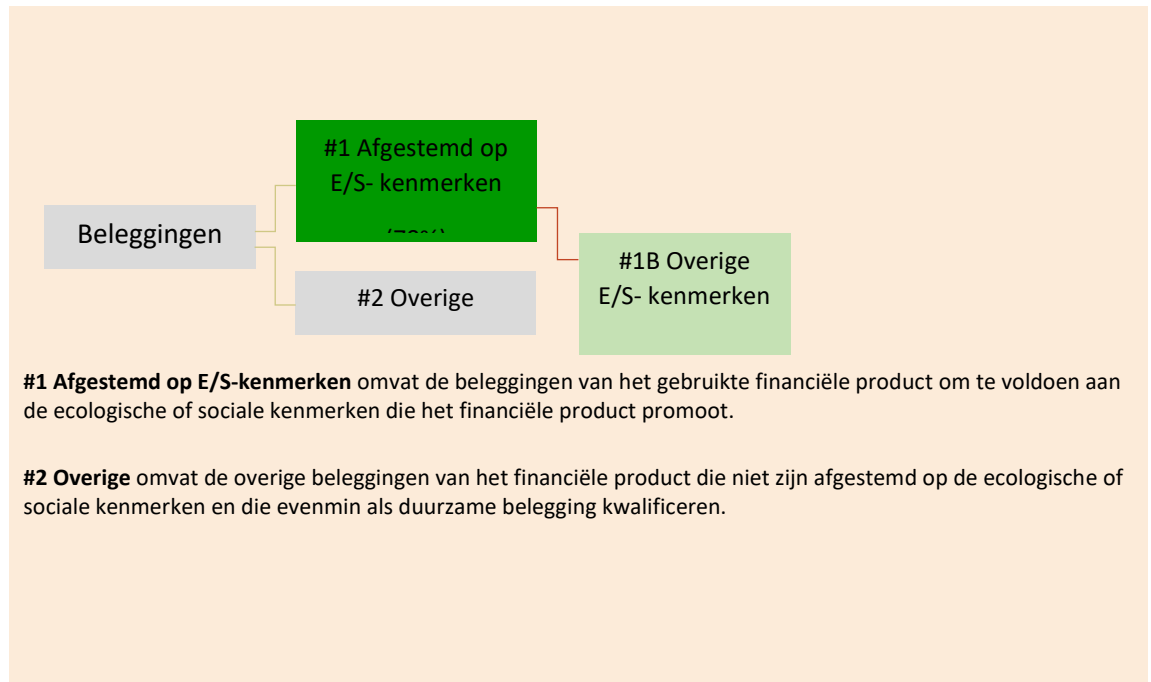 #1 Afgestemd op
E/S- kenmerken
Beleggingen
#2 Overige
#1B Overige
E/S- kenmerken
#1 Afgestemd op E/S-kenmerken omvat de beleggingen van het gebruikte financiële product om te voldoen aan
de ecologische of sociale kenmerken die het financiële product promoot.
#2 Overige omvat de overige beleggingen van het financiële product die niet zijn afgestemd op de ecologische of
sociale kenmerken en die evenmin als duurzame belegging kwalificeren.